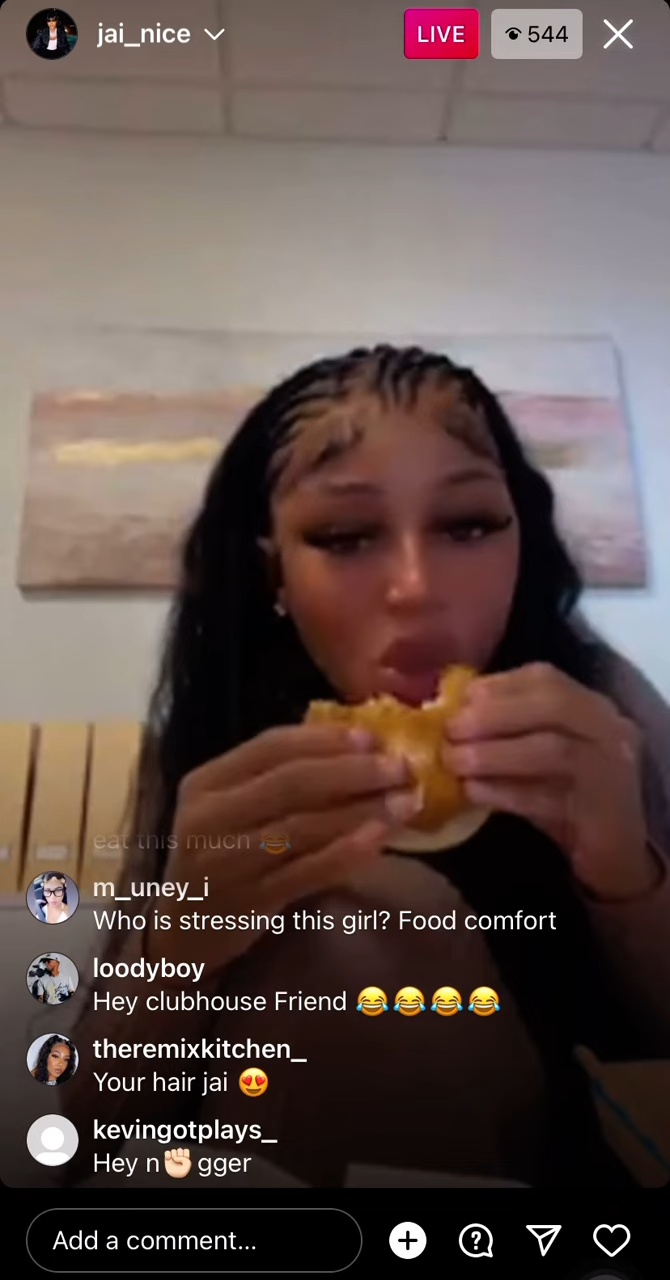 jai_nice
LIVE
544
eat this much 😂
m_uney_i
Who is stressing this girl? Food comfort
loodyboy
Hey clubhouse Friend 😂😂😂😂
theremixkitchen_
Your hair jai 😍
kevingotplays_
Hey n✊🏻gger
Add a comment...